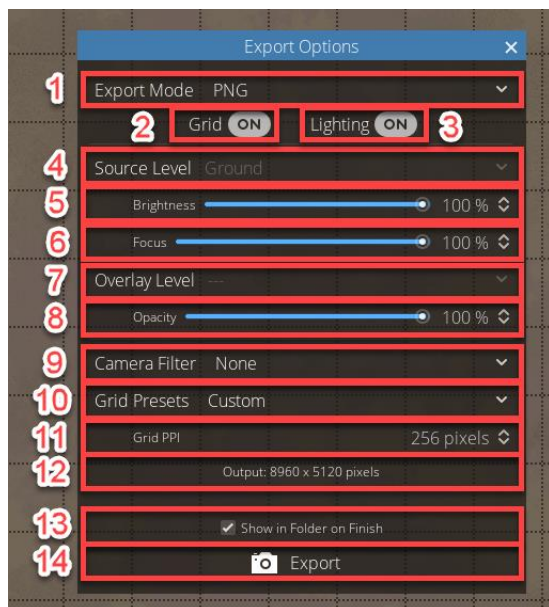 Export Options
1 Export Mode PNG
2 Grid ON Lighting ON 3
4 Source Level Ground
5 Brightness 100 %
6 Focus 100 %
7 Overlay Level ---
8 Opacity 100 %
9 Camera Filter None
10 Grid Presets Custom
11 Grid PPI 256 pixels
12 Output: 8960 x 5120 pixels
13 Show in Folder on Finish
14 Export